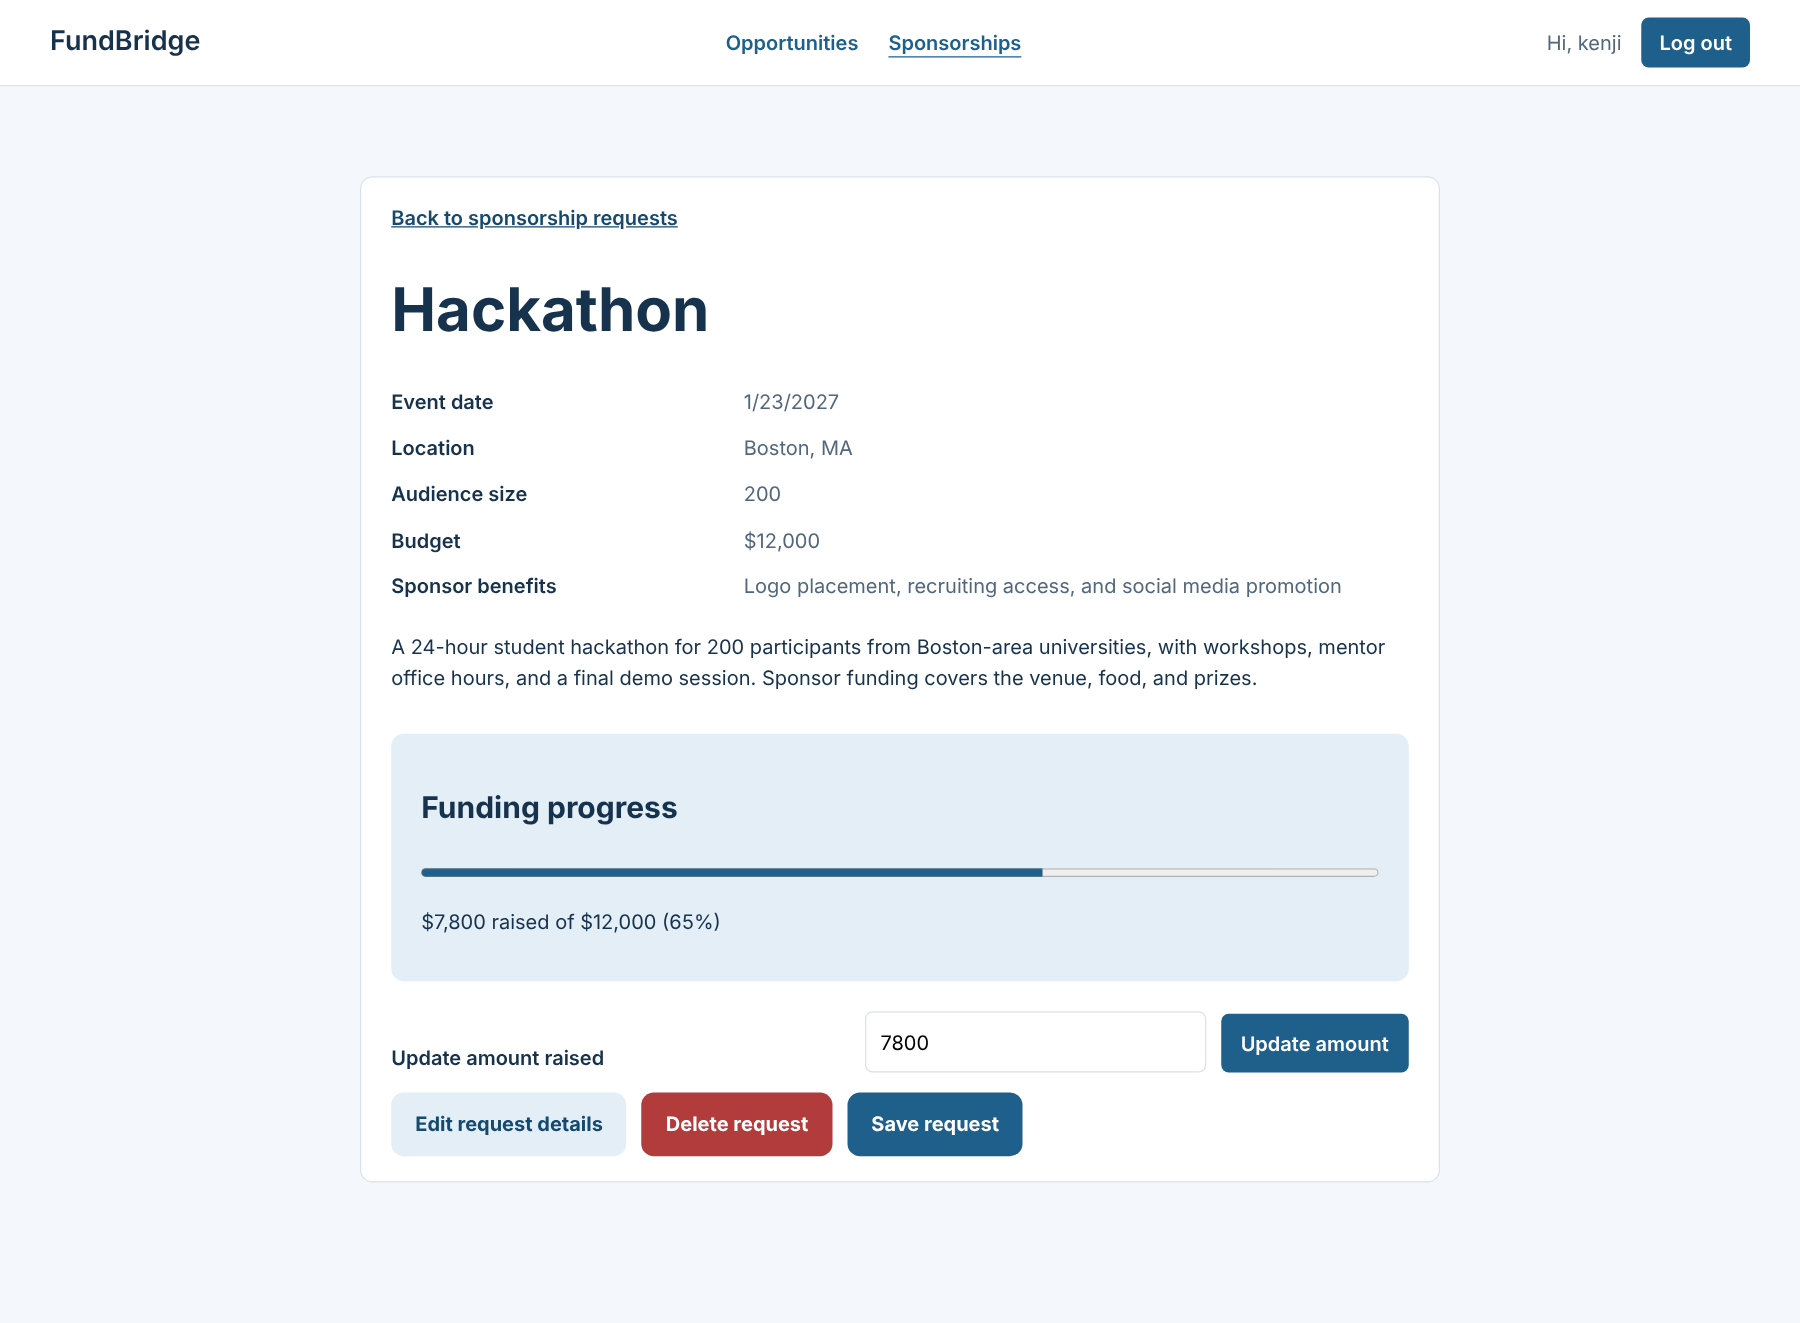 FundBridge
Opportunities
Sponsorships
Hi, kenji
Log out
Back to sponsorship requests
Hackathon
Event date
1/23/2027
Location
Boston, MA
Audience size
200
Budget
$12,000
Sponsor benefits
Logo placement, recruiting access, and social media promotion
A 24-hour student hackathon for 200 participants from Boston-area universities, with workshops, mentor
office hours, and a final demo session. Sponsor funding covers the venue, food, and prizes.
Funding progress
$7,800 raised of $12,000 (65%)
Update amount raised
7800
Update amount
Edit request details
Delete request
Save request